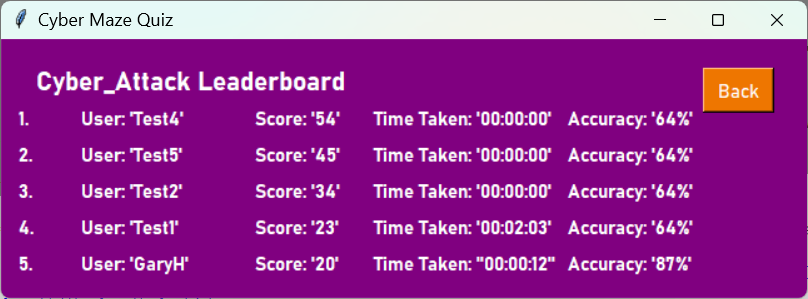 Cyber Maze Quiz
Cyber_Attack Leaderboard
Back
1. User: 'Test4' Score: '54' Time Taken: '00:00:00' Accuracy: '64%'
2. User: 'Test5' Score: '45' Time Taken: '00:00:00' Accuracy: '64%'
3. User: 'Test2' Score: '34' Time Taken: '00:00:00' Accuracy: '64%'
4. User: 'Test1' Score: '23' Time Taken: '00:02:03' Accuracy: '64%'
5. User: 'GaryH' Score: '20' Time Taken: "00:00:12" Accuracy: '87%'